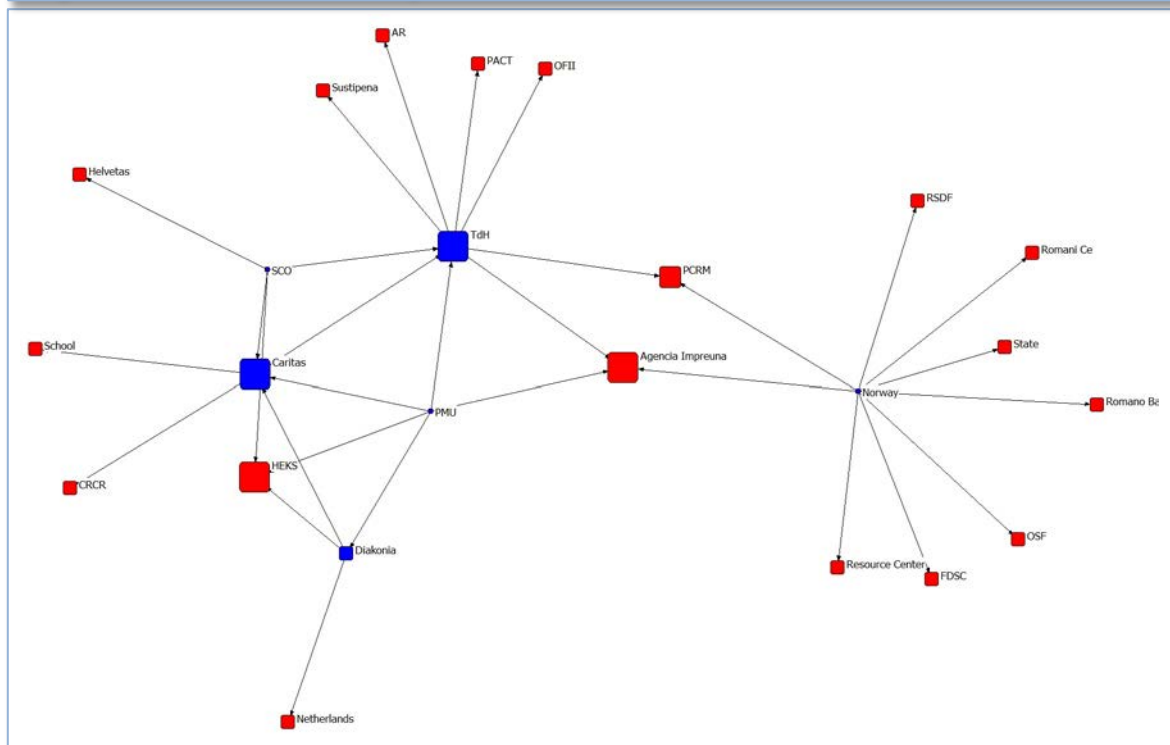 AR
PACT
OFII
Sustipena
Helvetas
RSDF
TdH
Romani Ce
SCO
PCRM
State
School
Agencia Impreuna
Caritas
Norway
Romano Ba
PMU
HEKS
CRCR
OSF
Diakonia
Resource Center
FDSC
Netherlands